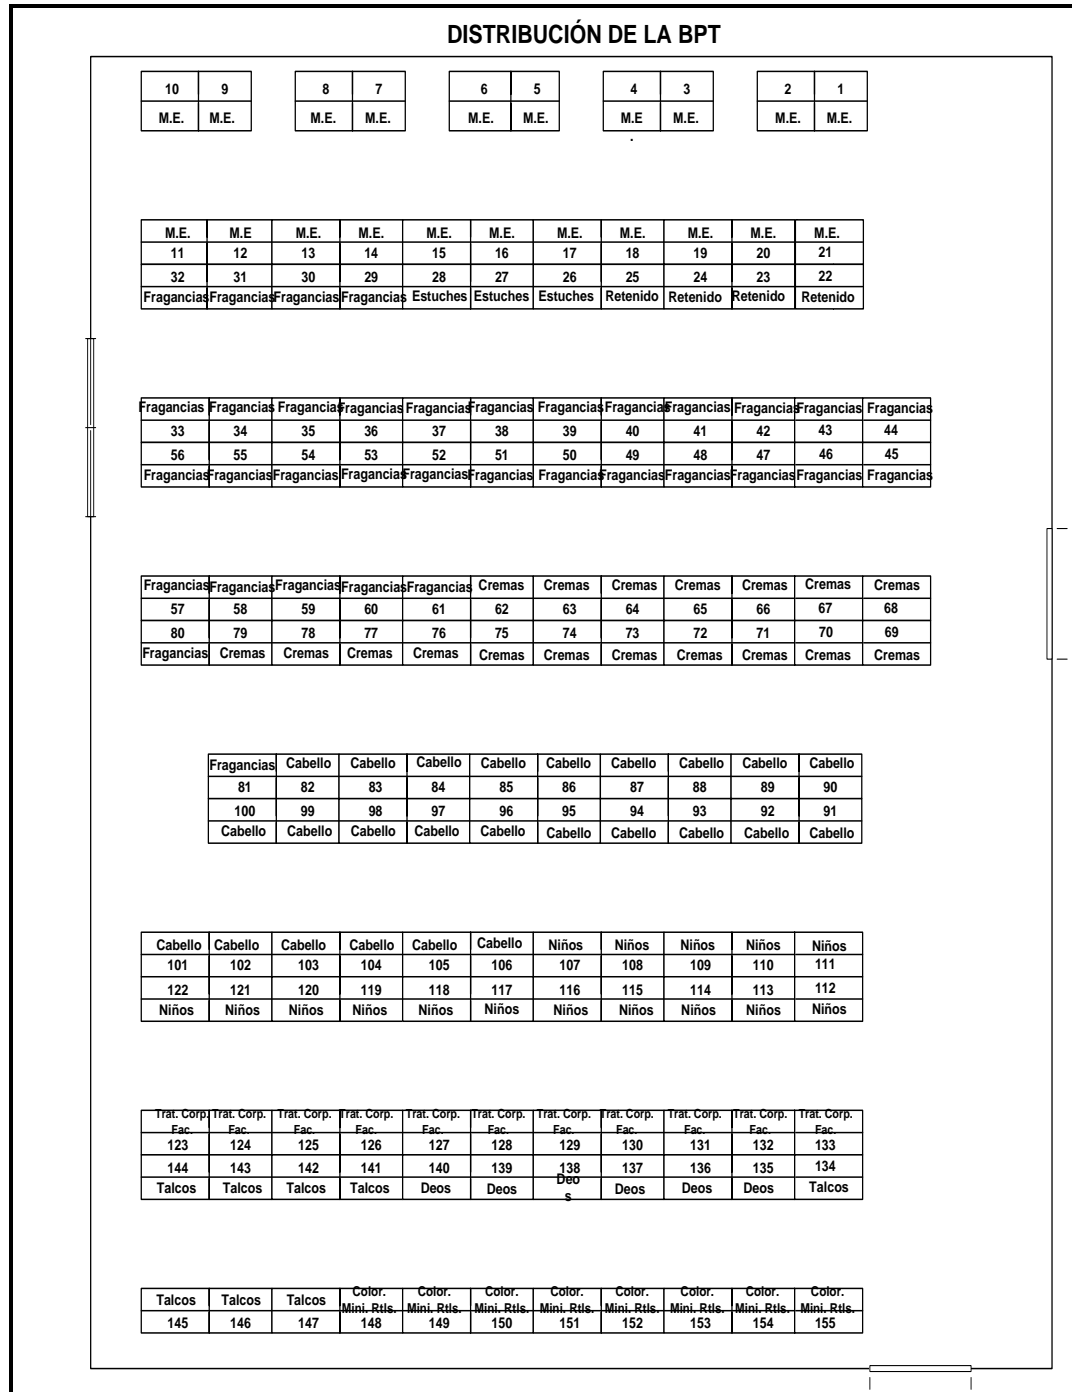 DISTRIBUCIÓN DE LA BPT
10 9 8 7 6 5 4 3 2 1
M.E. M.E. M.E. M.E. M.E. M.E. M.E. M.E. M.E. M.E.
M.E. M.E M.E. M.E. M.E. M.E. M.E. M.E. M.E. M.E. M.E.
11 12 13 14 15 16 17 18 19 20 21
32 31 30 29 28 27 26 25 24 23 22
Fragancias Fragancias Fragancias Fragancias Estuches Estuches Estuches Retenido Retenido Retenido Retenido
Fragancias Fragancias Fragancias Fragancias Fragancias Fragancias Fragancias Fragancias Fragancias Fragancias Fragancias Fragancias
33 34 35 36 37 38 39 40 41 42 43 44
56 55 54 53 52 51 50 49 48 47 46 45
Fragancias Fragancias Fragancias Fragancias Fragancias Fragancias Fragancias Fragancias Fragancias Fragancias Fragancias Fragancias
Fragancias Fragancias Fragancias Fragancias Fragancias Cremas Cremas Cremas Cremas Cremas Cremas Cremas
57 58 59 60 61 62 63 64 65 66 67 68
80 79 78 77 76 75 74 73 72 71 70 69
Fragancias Cremas Cremas Cremas Cremas Cremas Cremas Cremas Cremas Cremas Cremas Cremas
Fragancias Cabello Cabello Cabello Cabello Cabello Cabello Cabello Cabello Cabello
81 82 83 84 85 86 87 88 89 90
100 99 98 97 96 95 94 93 92 91
Cabello Cabello Cabello Cabello Cabello Cabello Cabello Cabello Cabello Cabello
Cabello Cabello Cabello Cabello Cabello Cabello Niños Niños Niños Niños Niños
101 102 103 104 105 106 107 108 109 110 111
122 121 120 119 118 117 116 115 114 113 112
Niños Niños Niños Niños Niños Niños Niños Niños Niños Niños Niños
Trat. Corp. Trat. Corp. Trat. Corp. Trat. Corp. Trat. Corp. Trat. Corp. Trat. Corp. Trat. Corp. Trat. Corp. Trat. Corp. Trat. Corp.
Fac. Fac. Fac. Fac. Fac. Fac. Fac. Fac. Fac. Fac. Fac.
123 124 125 126 127 128 129 130 131 132 133
144 143 142 141 140 139 138 137 136 135 134
Talcos Talcos Talcos Talcos Deos Deos Deos Deos Deos Deos Talcos
Talcos Talcos Talcos Color. Color. Color. Color. Color. Color. Color. Color.
Mini. Rtls. Mini. Rtls. Mini. Rtls. Mini. Rtls. Mini. Rtls. Mini. Rtls. Mini. Rtls. Mini. Rtls.
145 146 147 148 149 150 151 152 153 154 155